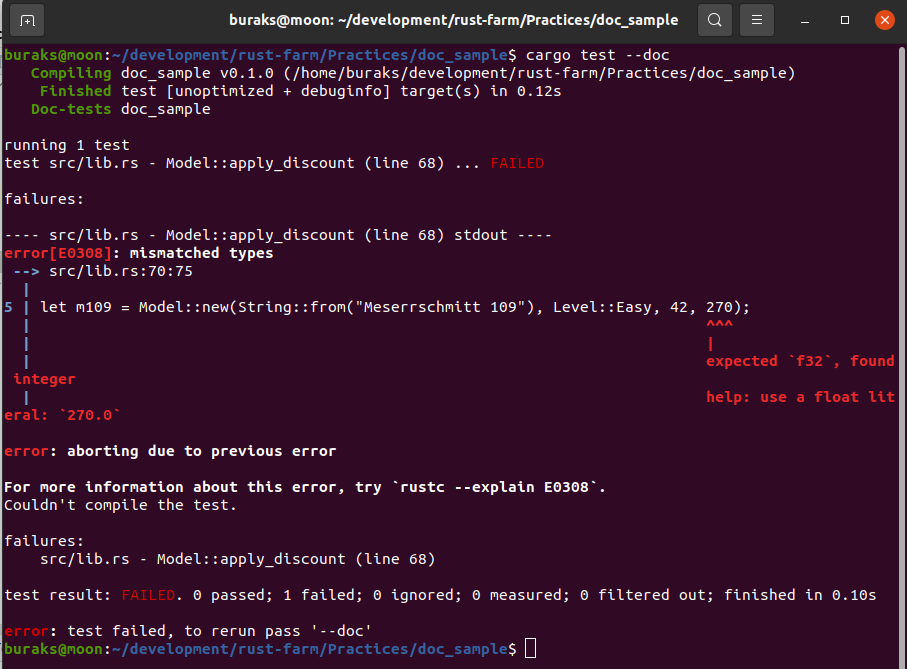 buraks@moon: ~/development/rust-farm/Practices/doc_sample
buraks@moon:~/development/rust-farm/Practices/doc_sample$ cargo test --doc
   Compiling doc_sample v0.1.0 (/home/buraks/development/rust-farm/Practices/doc_sample)
    Finished test [unoptimized + debuginfo] target(s) in 0.12s
   Doc-tests doc_sample
running 1 test
test src/lib.rs - Model::apply_discount (line 68) ... FAILED
failures:
---- src/lib.rs - Model::apply_discount (line 68) stdout ----
error[E0308]: mismatched types
 --> src/lib.rs:70:75
  |
5 | let m109 = Model::new(String::from("Meserrschmitt 109"), Level::Easy, 42, 270);
  |                                                                           ^^^
  |                                                                           |
  |                                                                           expected `f32`, found
 integer
  |                                                                           help: use a float lit
eral: `270.0`
error: aborting due to previous error
For more information about this error, try `rustc --explain E0308`.
Couldn't compile the test.
failures:
    src/lib.rs - Model::apply_discount (line 68)
test result: FAILED. 0 passed; 1 failed; 0 ignored; 0 measured; 0 filtered out; finished in 0.10s
error: test failed, to rerun pass '--doc'
buraks@moon:~/development/rust-farm/Practices/doc_sample$